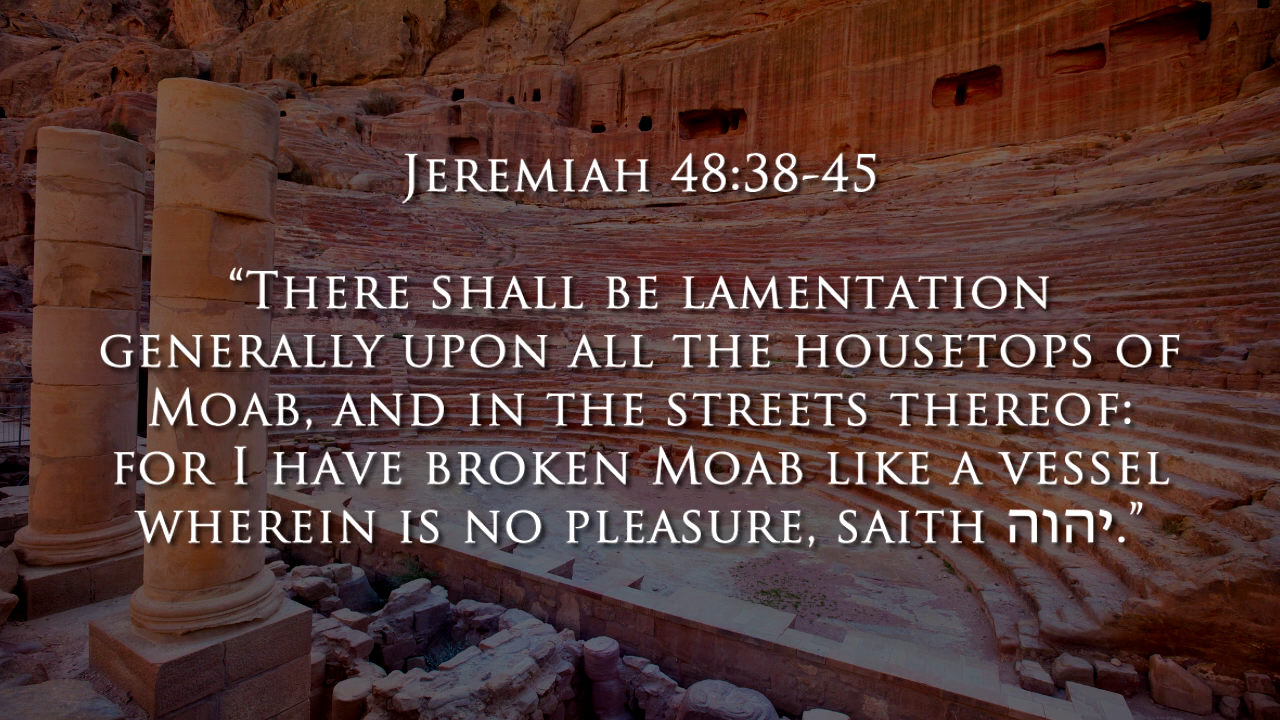 Jeremiah 48:38-45
“There shall be lamentation
generally upon all the housetops of
Moab, and in the streets thereof:
for I have broken Moab like a vessel
wherein is no pleasure, saith יהוה.”